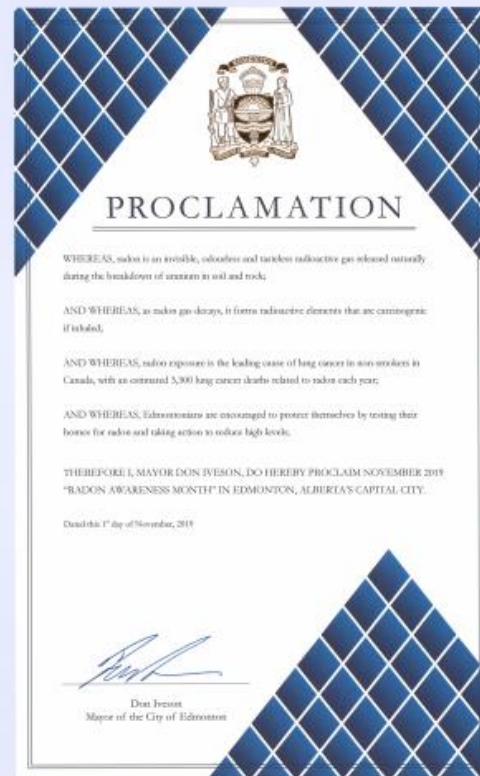 EDMONTON
PROCLAMATION
WHEREAS, radon is an invisible, odourless and tasteless radioactive gas released naturally
during the breakdown of uranium in soil and rock;
AND WHEREAS, as radon gas decays, it forms radioactive elements that are carcinogenic
if inhaled;
AND WHEREAS, radon exposure is the leading cause of lung cancer in non-smokers in
Canada, with an estimated 3,300 lung cancer deaths related to radon each year;
AND WHEREAS, Edmontonians are encouraged to protect themselves by testing their
homes for radon and taking action to reduce high levels;
THEREFORE I, MAYOR DON IVESON, DO HEREBY PROCLAIM NOVEMBER 2019
“RADON AWARENESS MONTH” IN EDMONTON, ALBERTA'S CAPITAL CITY.
Dated this 1st day of November, 2019
Don Iveson
Mayor of the City of Edmonton